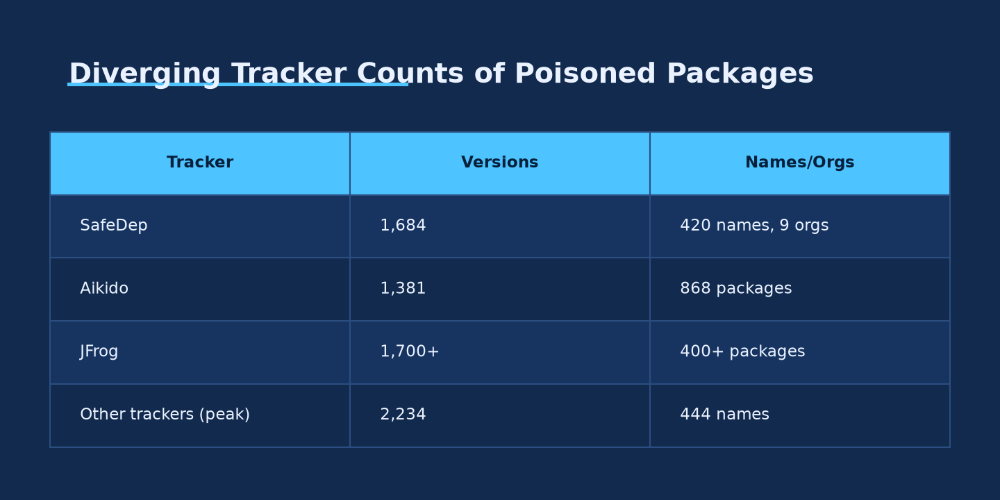 Diverging Tracker Counts of Poisoned Packages
Tracker Versions Names/Orgs
SafeDep 1,684 420 names, 9 orgs
Aikido 1,381 868 packages
JFrog 1,700+ 400+ packages
Other trackers (peak) 2,234 444 names